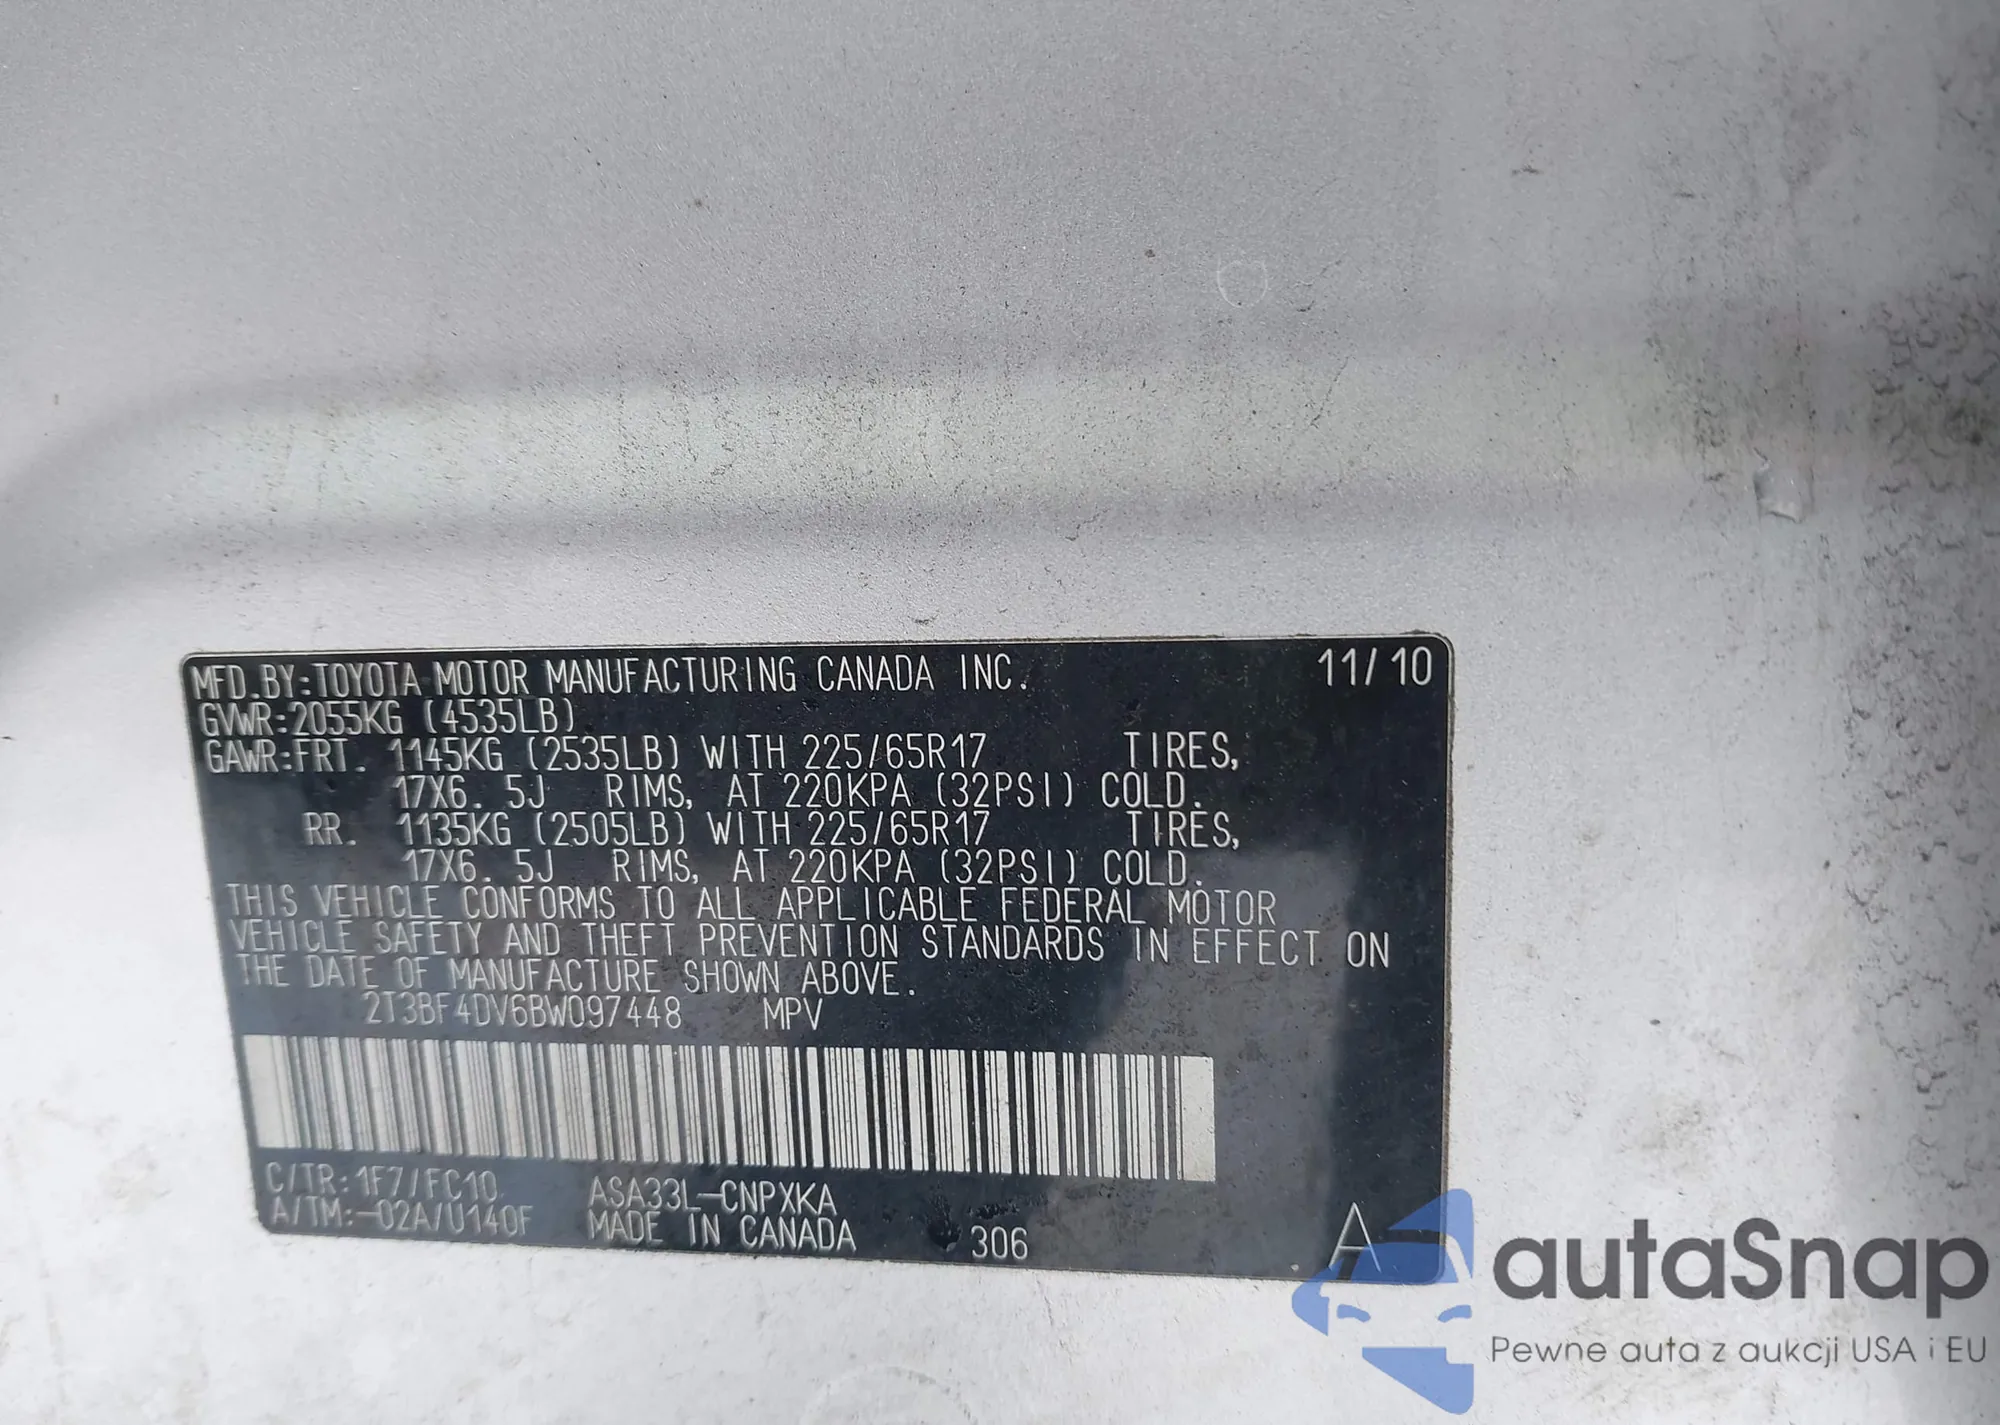 MFD.BY:TOYOTA MOTOR MANUFACTURING CANADA INC. 11/10
GVWR:2055KG (4535LB)
GAWR:FRT. 1145KG (2535LB) WITH 225/65R17 TIRES,
17X6.5J RIMS, AT 220KPA (32PSI) COLD.
RR. 1135KG (2505LB) WITH 225/65R17 TIRES,
17X6.5J RIMS, AT 220KPA (32PSI) COLD.
THIS VEHICLE CONFORMS TO ALL APPLICABLE FEDERAL MOTOR
VEHICLE SAFETY AND THEFT PREVENTION STANDARDS IN EFFECT ON
THE DATE OF MANUFACTURE SHOWN ABOVE.
2T3BF4DV6BW097448 MPV
C/TR:1F7/FC10 ASA33L-CNPXKA
A/TM:-02A/U140F MADE IN CANADA 306 A
autaSnap
Pewne auta z aukcji USA i EU